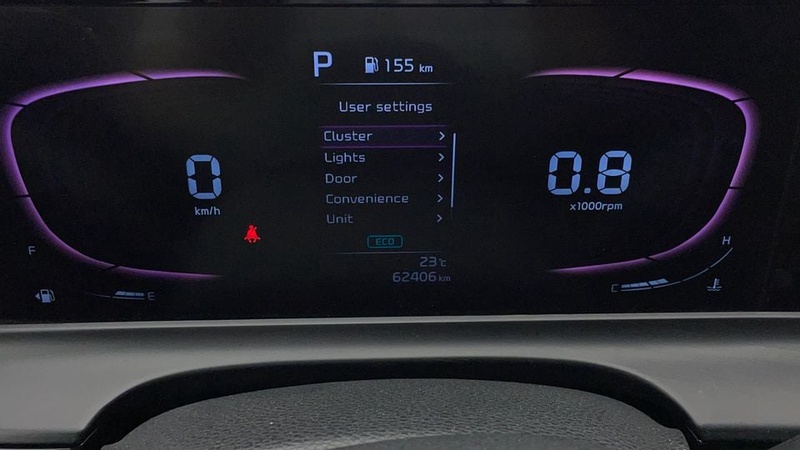 P 155 km
User settings
Cluster
Lights
Door
Convenience
Unit
0
km/h
0.8
x1000rpm
ECO
23℃
62406 km
F
E
H
C